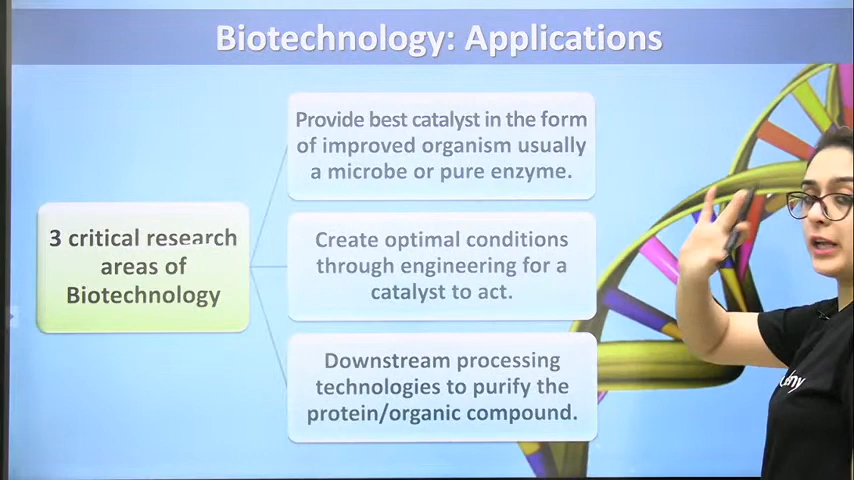 Biotechnology: Applications
Provide best catalyst in the form
of improved organism usually
a microbe or pure enzyme.
3 critical research
areas of
Biotechnology
Create optimal conditions
through engineering for a
catalyst to act.
Downstream processing
technologies to purify the
protein/organic compound.